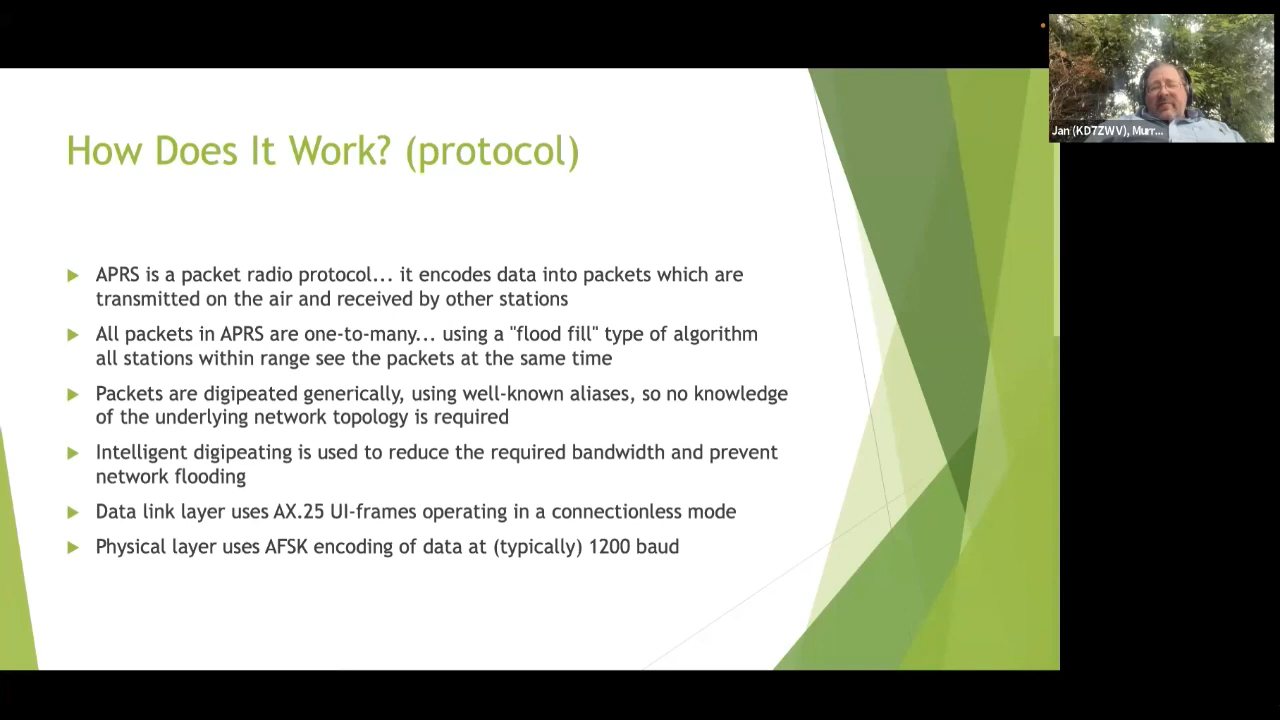 How Does It Work? (protocol)
APRS is a packet radio protocol... it encodes data into packets which are
transmitted on the air and received by other stations
All packets in APRS are one-to-many... using a "flood fill" type of algorithm
all stations within range see the packets at the same time
Packets are digipeated generically, using well-known aliases, so no knowledge
of the underlying network topology is required
Intelligent digipeating is used to reduce the required bandwidth and prevent
network flooding
Data link layer uses AX.25 UI-frames operating in a connectionless mode
Physical layer uses AFSK encoding of data at (typically) 1200 baud
Jan (KD7ZWV), Murr...